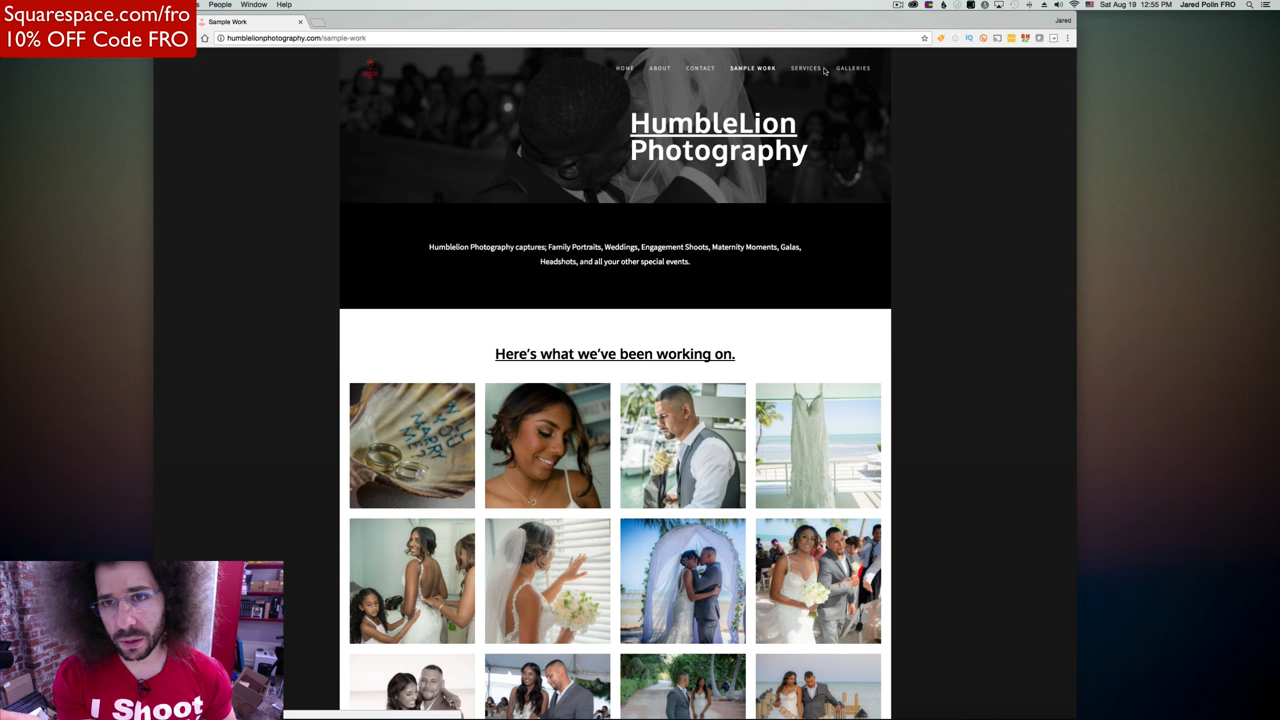 Squarespace.com/fro
10% OFF Code FRO
People Window Help
Sat Aug 19 12:55 PM Jared Polin FRO
Sample Work
Jared
humblelionphotography.com/sample-work
HOME ABOUT CONTACT SAMPLE WORK SERVICES GALLERIES
HumbleLion
Photography
Humblelion Photography captures; Family Portraits, Weddings, Engagement Shoots, Maternity Moments, Galas,
Headshots, and all your other special events.
Here's what we've been working on.
I Shoot